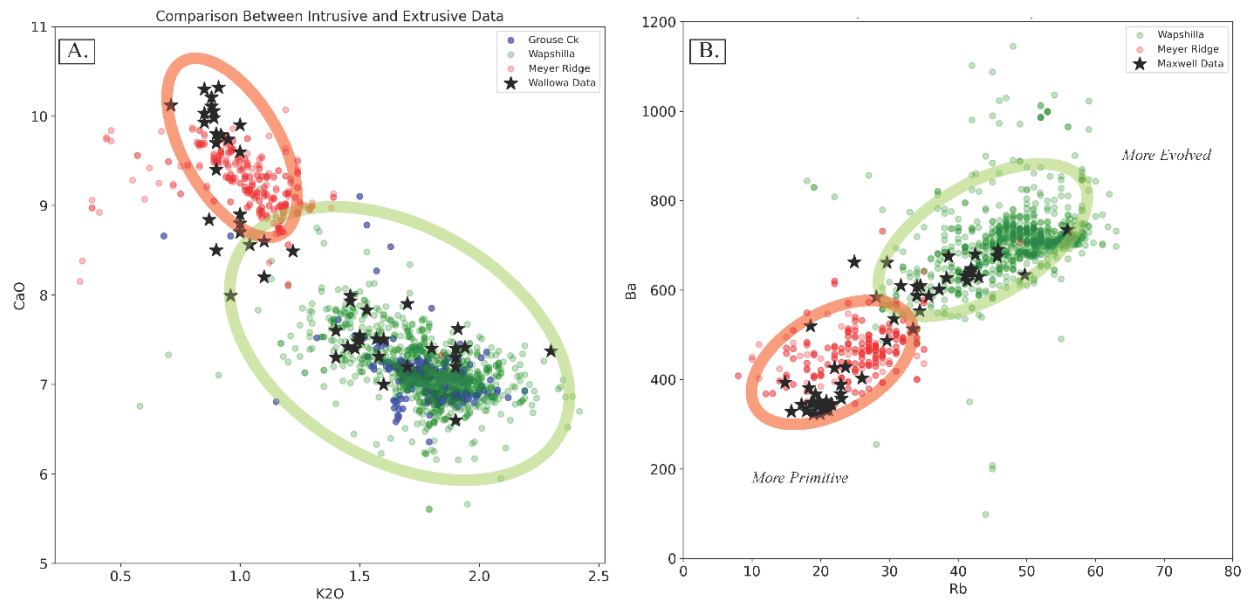 Comparison Between Intrusive and Extrusive Data
A.
Grouse Ck
Wapshilla
Meyer Ridge
Wallowa Data
11
10
9
8
7
6
5
CaO
0.5
1.0
1.5
2.0
2.5
K2O
B.
Wapshilla
Meyer Ridge
Maxwell Data
1200
1000
800
600
400
200
0
Ba
More Evolved
More Primitive
0
10
20
30
40
50
60
70
80
Rb